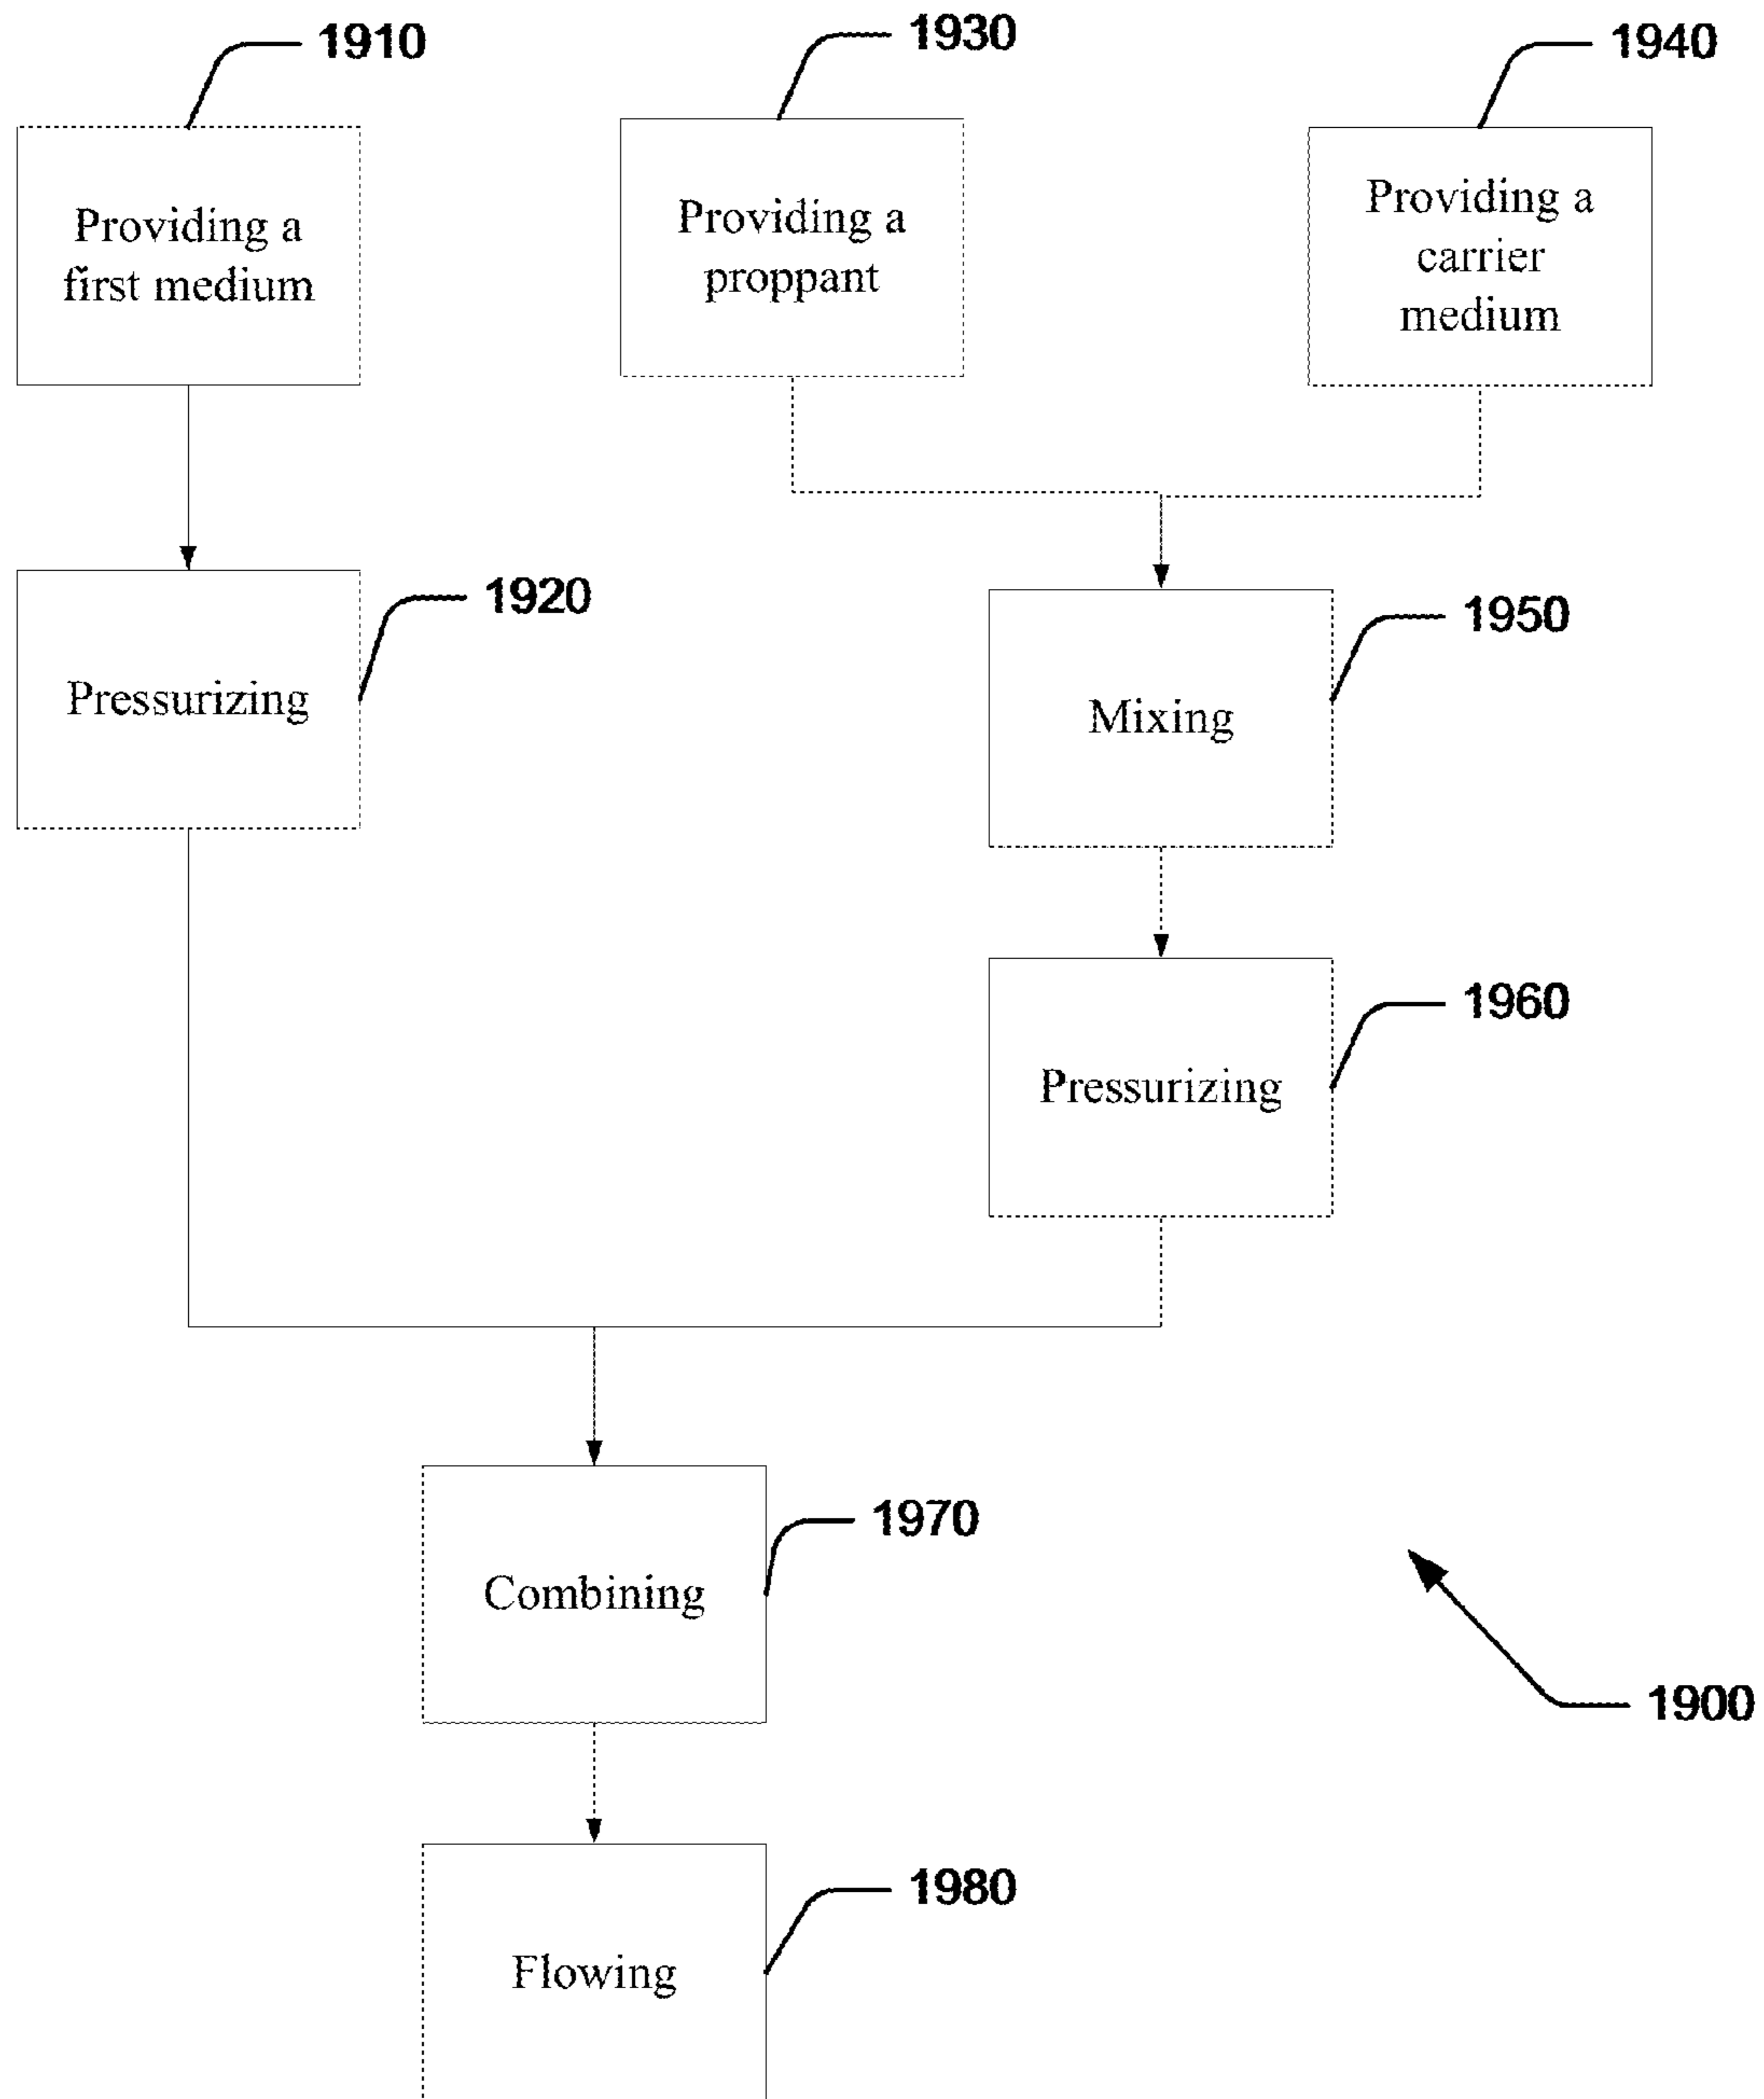 1910
1930
1940
Providing a
first medium
Providing a
proppant
Providing a
carrier
medium
1920
1950
Pressurizing
Mixing
1960
Pressurizing
1970
Combining
1900
1980
Flowing